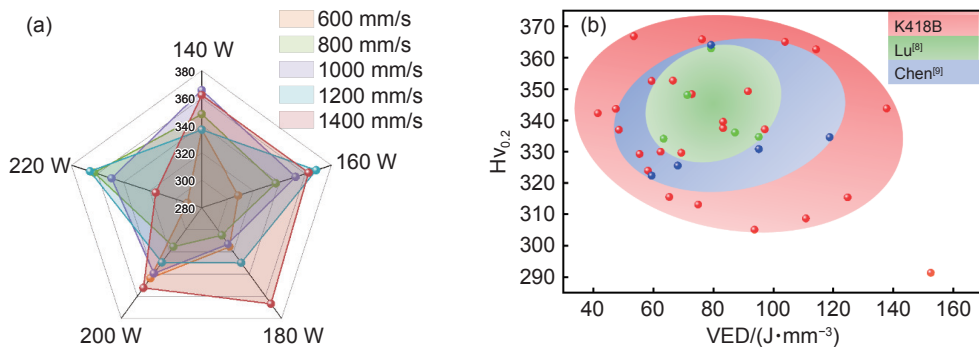 (a)
600 mm/s
800 mm/s
1000 mm/s
1200 mm/s
1400 mm/s
140 W
160 W
180 W
200 W
220 W
380
360
340
320
300
280
(b)
K418B
Lu[8]
Chen[9]
Hv0.2
370
360
350
340
330
320
310
300
290
40 60 80 100 120 140 160
VED/(J·mm⁻³)